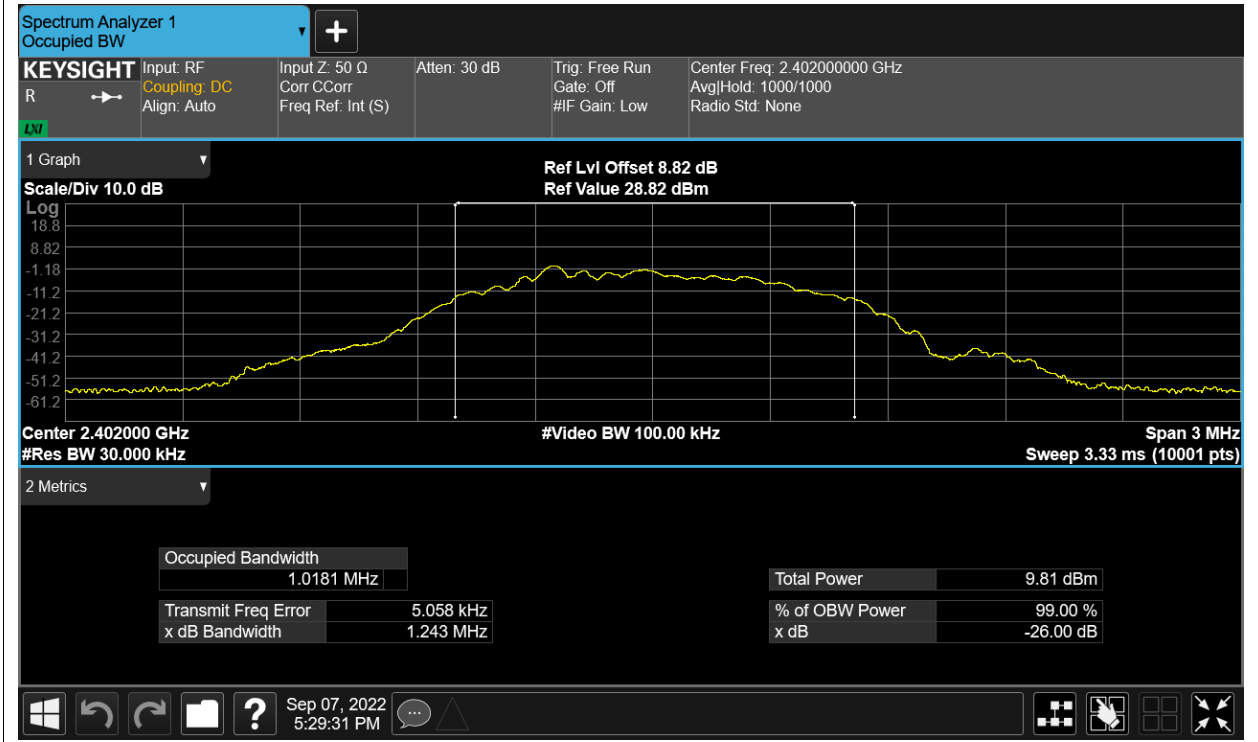 Spectrum Analyzer 1
Occupied BW
KEYSIGHT
R
LXI
Input: RF
Coupling: DC
Align: Auto
Input Z: 50 Ω
Corr CCorr
Freq Ref: Int (S)
Atten: 30 dB
Trig: Free Run
Gate: Off
#IF Gain: Low
Center Freq: 2.402000000 GHz
Avg|Hold: 1000/1000
Radio Std: None
1 Graph
Scale/Div 10.0 dB
Ref Lvl Offset 8.82 dB
Ref Value 28.82 dBm
Log
18.8
8.82
-1.18
-11.2
-21.2
-31.2
-41.2
-51.2
-61.2
Center 2.402000 GHz
#Video BW 100.00 kHz
Span 3 MHz
#Res BW 30.000 kHz
Sweep 3.33 ms (10001 pts)
2 Metrics
Occupied Bandwidth
1.0181 MHz
Total Power 9.81 dBm
Transmit Freq Error 5.058 kHz
% of OBW Power 99.00 %
x dB Bandwidth 1.243 MHz
x dB -26.00 dB
?
Sep 07, 2022
5:29:31 PM